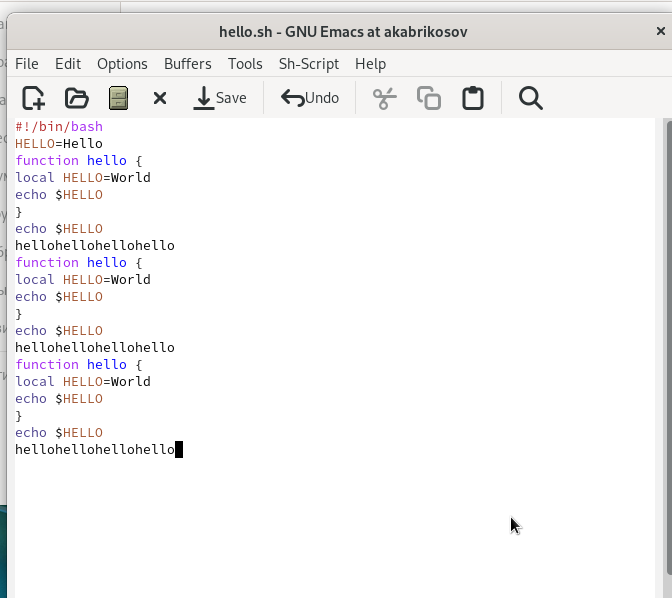 hello.sh - GNU Emacs at akabrikosov
File Edit Options Buffers Tools Sh-Script Help
Save Undo
#!/bin/bash
HELLO=Hello
function hello {
local HELLO=World
echo $HELLO
}
echo $HELLO
hellohellohellohello
function hello {
local HELLO=World
echo $HELLO
}
echo $HELLO
hellohellohellohello
function hello {
local HELLO=World
echo $HELLO
}
echo $HELLO
hellohellohellohello